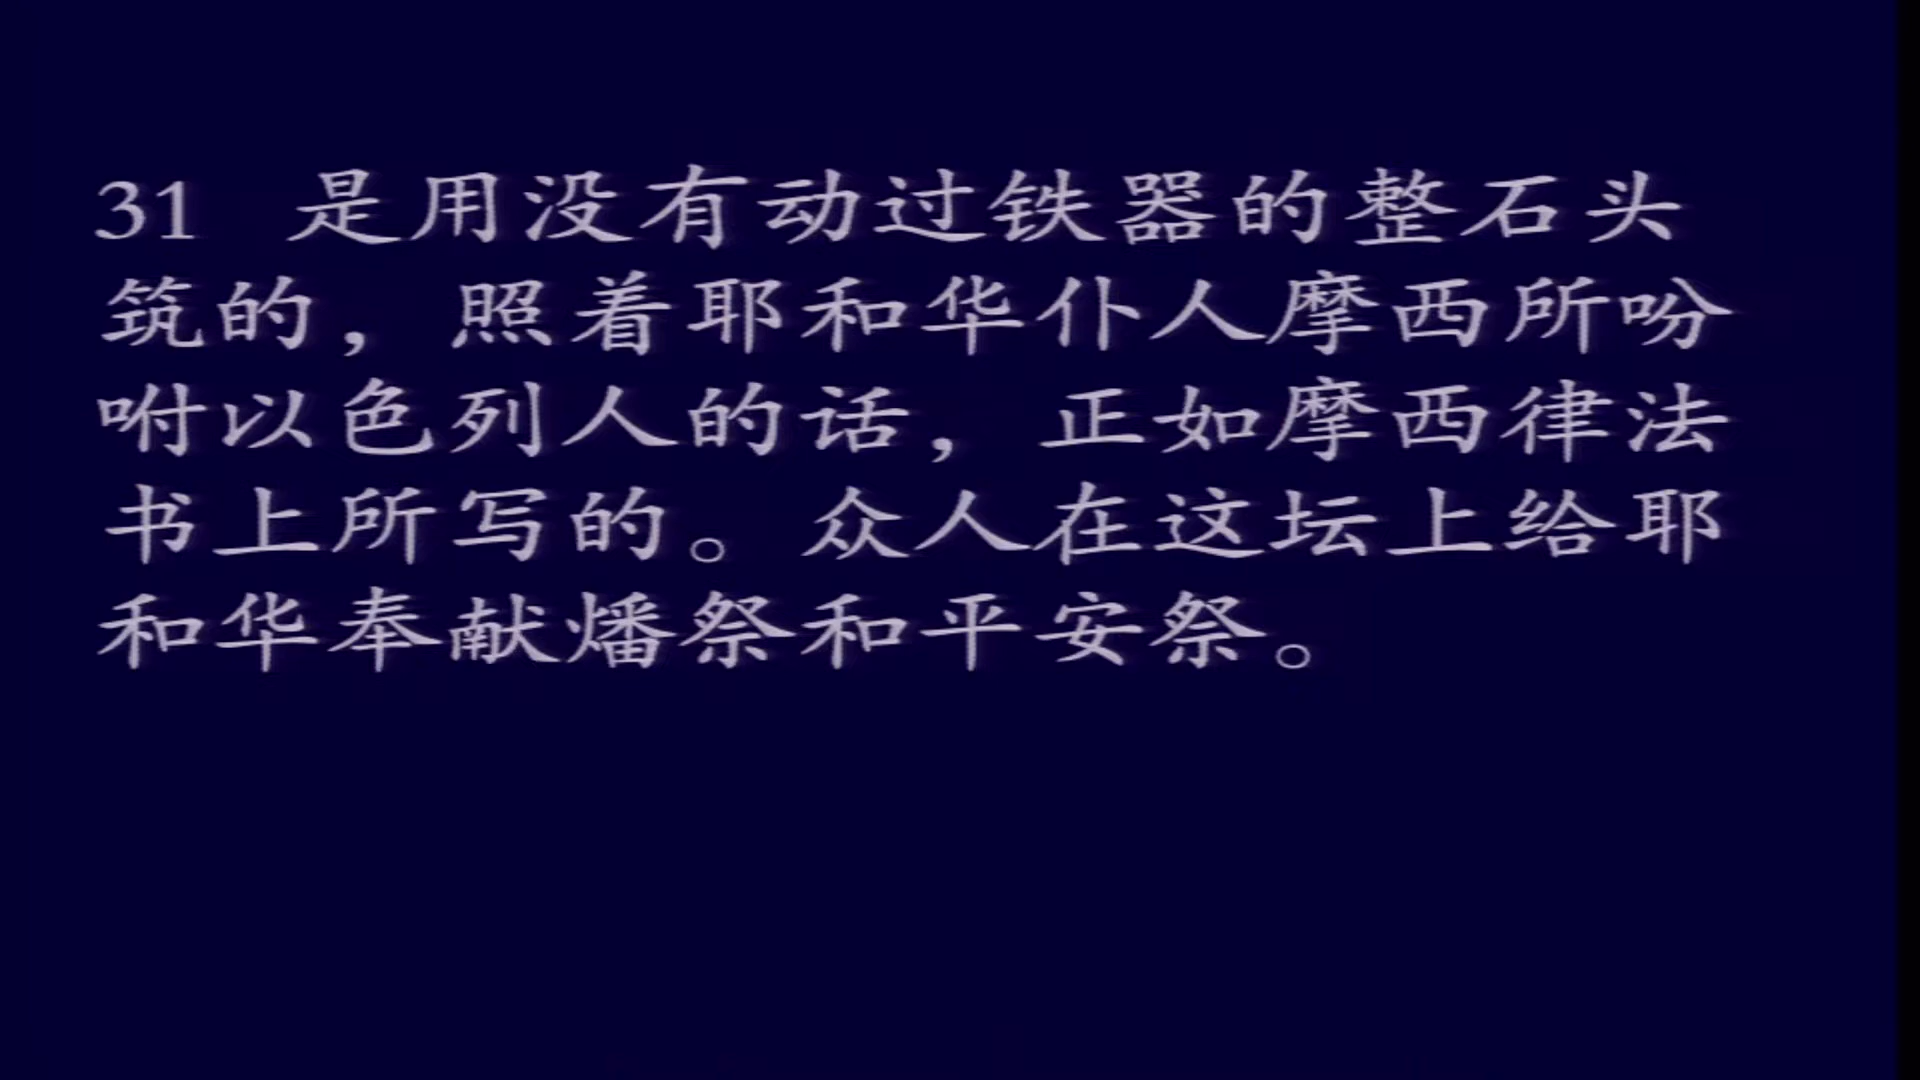 31 是用没有动过铁器的整石头
筑的，照着耶和华仆人摩西所吩
咐以色列人的话，正如摩西律法
书上所写的。众人在这坛上给耶
和华奉献燔祭和平安祭。